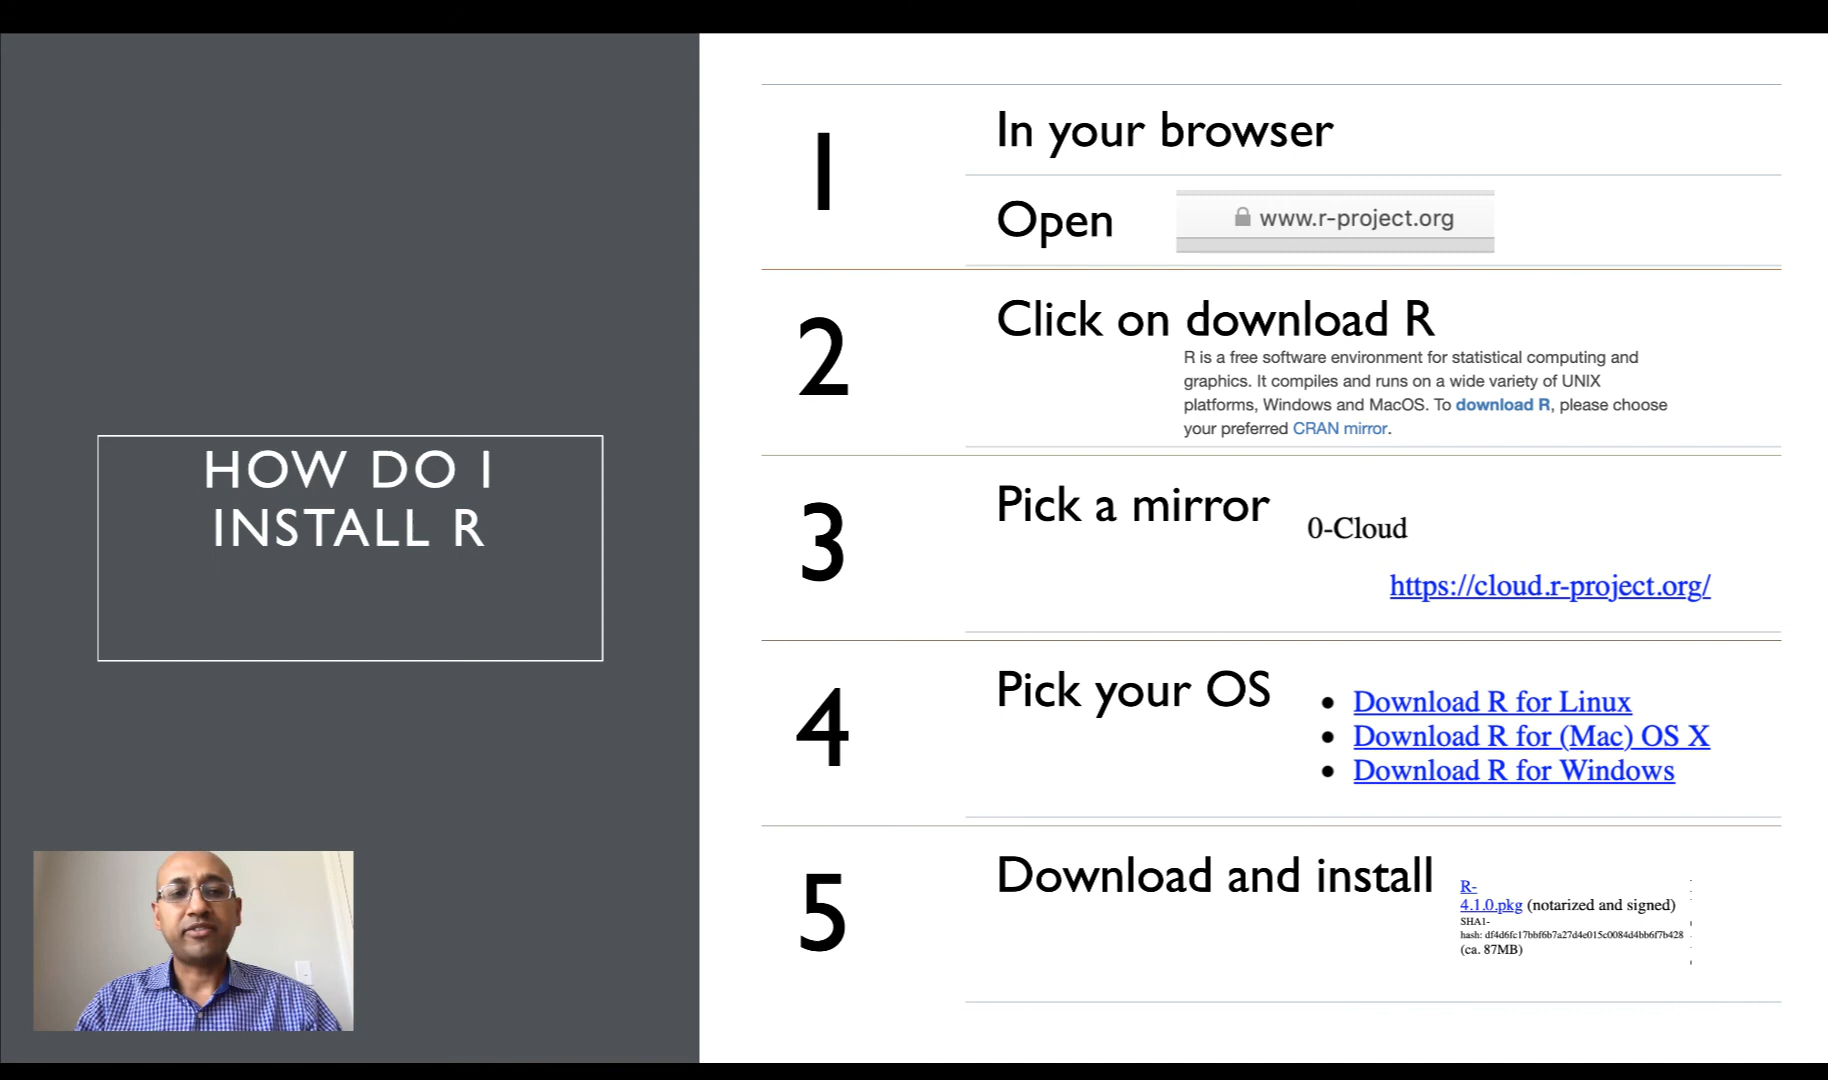 HOW DO I
INSTALL R
1
In your browser
Open
www.r-project.org
2
Click on download R
R is a free software environment for statistical computing and
graphics. It compiles and runs on a wide variety of UNIX
platforms, Windows and MacOS. To download R, please choose
your preferred CRAN mirror.
3
Pick a mirror
0-Cloud
https://cloud.r-project.org/
4
Pick your OS
• Download R for Linux
• Download R for (Mac) OS X
• Download R for Windows
5
Download and install
R-
4.1.0.pkg (notarized and signed)
SHA1-
hash: df4d6fc17bbf6b7a27d4e015c0084d4bb6f7b428
(ca. 87MB)